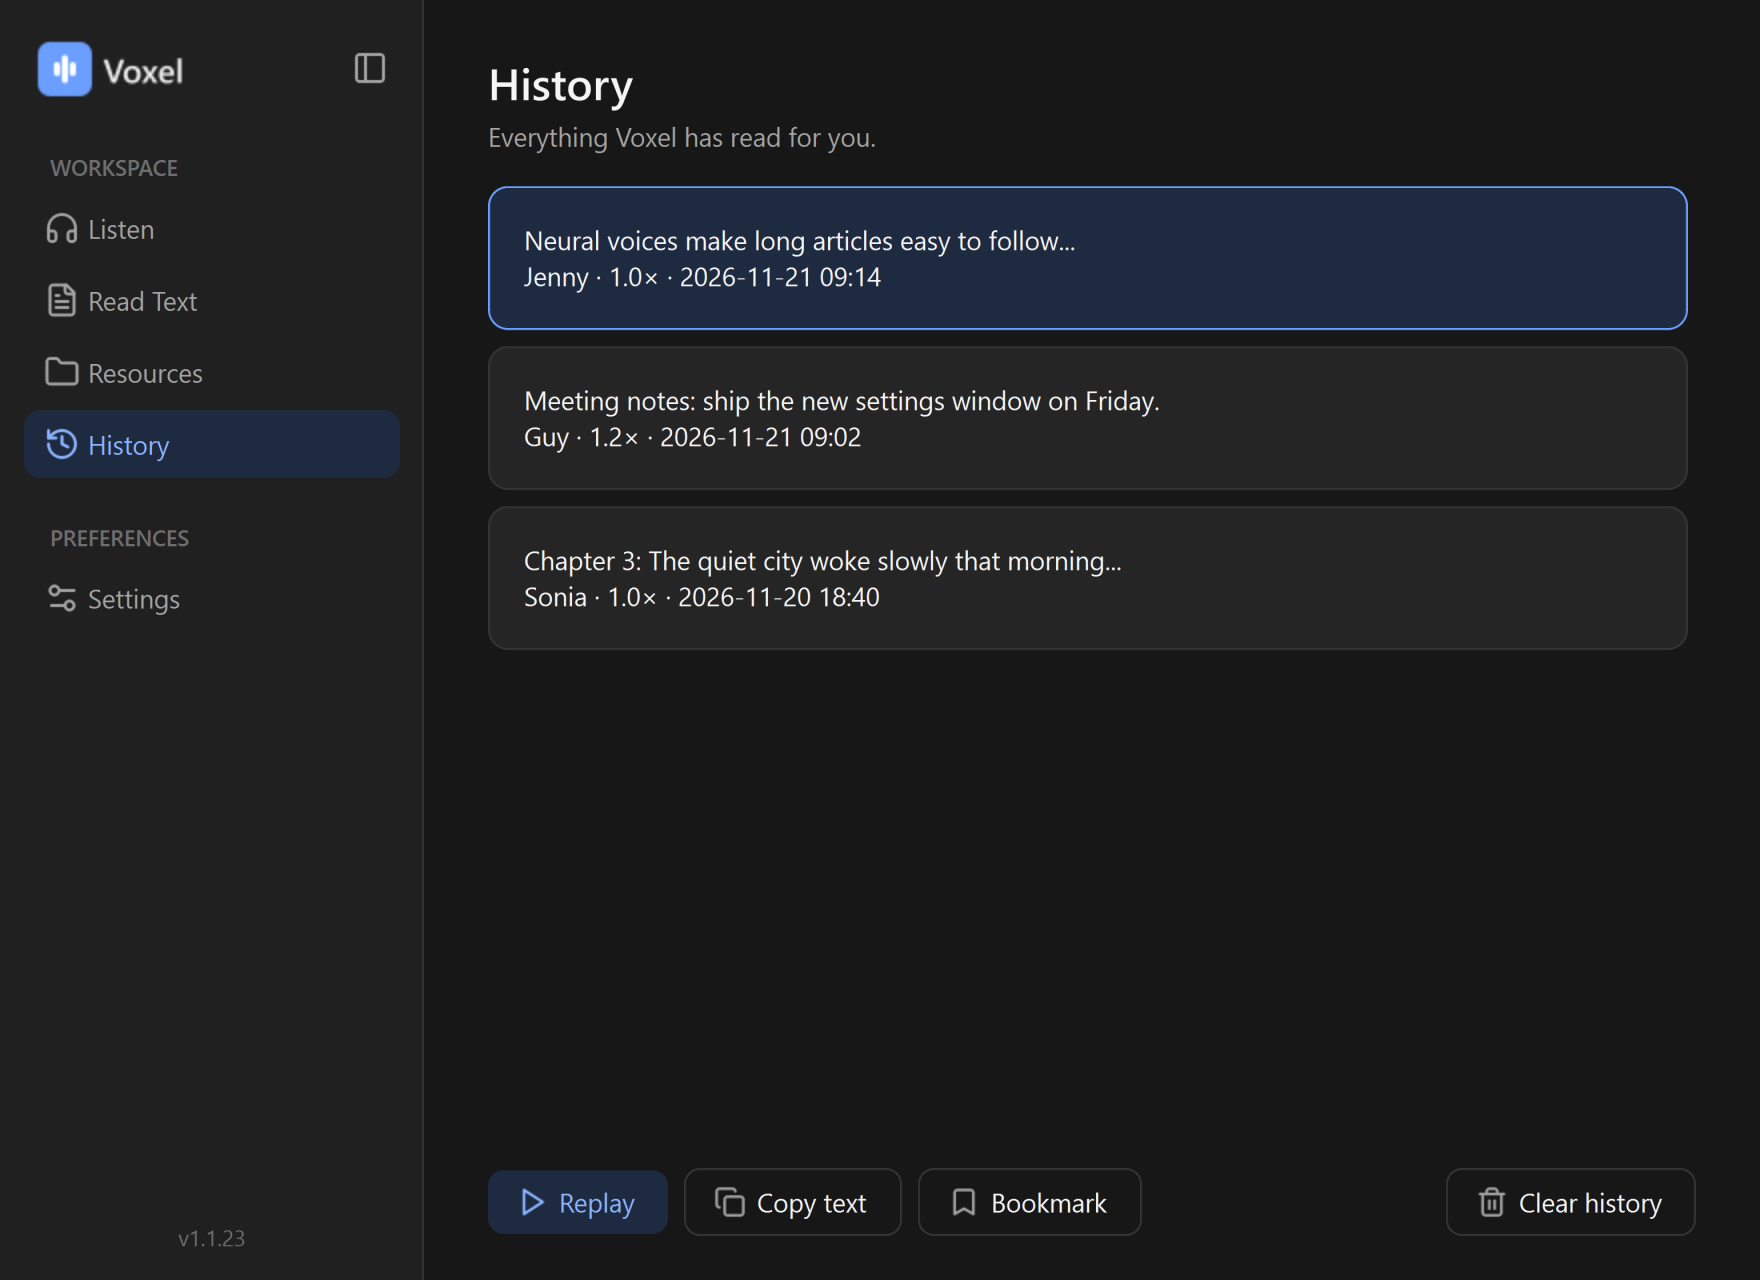 Voxel
WORKSPACE
Listen
Read Text
Resources
History
PREFERENCES
Settings
v1.1.23
History
Everything Voxel has read for you.
Neural voices make long articles easy to follow...
Jenny · 1.0× · 2026-11-21 09:14
Meeting notes: ship the new settings window on Friday.
Guy · 1.2× · 2026-11-21 09:02
Chapter 3: The quiet city woke slowly that morning...
Sonia · 1.0× · 2026-11-20 18:40
Replay
Copy text
Bookmark
Clear history